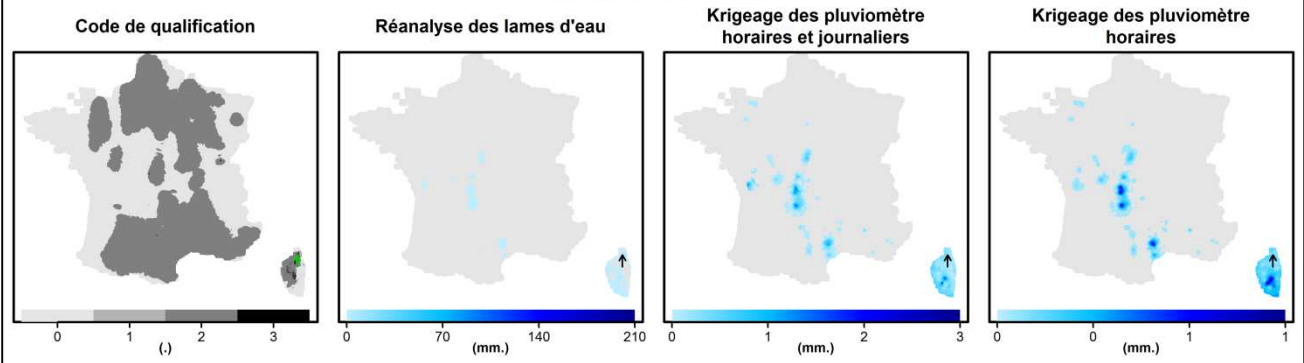 Code de qualification
Réanalyse des lames d'eau
Krigeage des pluviomètre
horaires et journaliers
Krigeage des pluviomètre
horaires
0 1 2 3
(.)
0 70 140 210
(mm.)
0 1 2 3
(mm.)
0 0 1 1
(mm.)